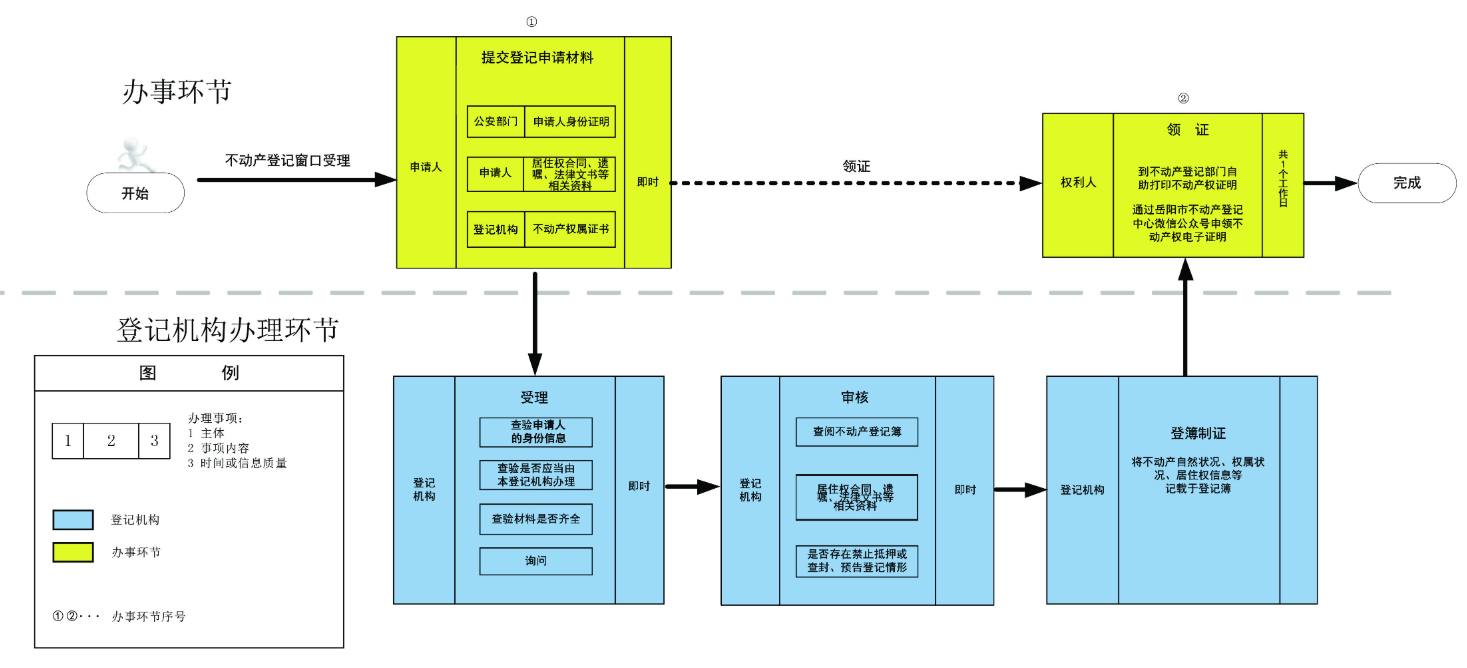 ①
办事环节
开始
不动产登记窗口受理
申请人
提交登记申请材料
公安部门
申请人身份证明
申请人
居住权合同、遗
嘱、法律文书等
相关资料
登记机构
不动产权属证书
即时
领证
②
权利人
领 证
到不动产登记部门自
助打印不动产权证明
通过岳阳市不动产登记
中心微信公众号申领不
动产权电子证明
共1个工作日
完成
登记机构办理环节
图 例
1
2
3
办理事项:
1 主体
2 事项内容
3 时间或信息质量
登记机构
办事环节
①②··· 办事环节序号
登记
机构
受理
查验申请人
的身份信息
查验是否应当由
本登记机构办理
查验材料是否齐全
询问
即时
登记
机构
审核
查阅不动产登记簿
居住权合同、遗
嘱、法律文书等
相关资料
是否存在禁止抵押或
查封、预告登记情形
即时
登记机构
登簿制证
将不动产自然状况、权属状
况、居住权信息等
记载于登记簿